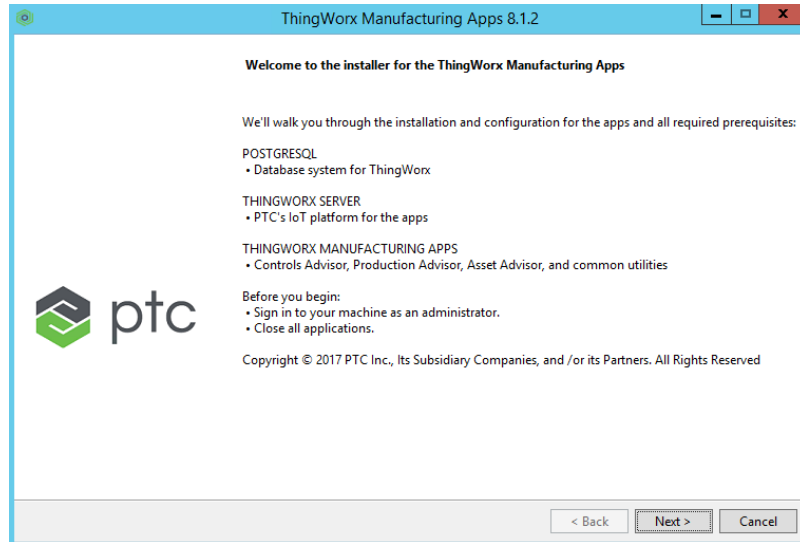 ThingWorx Manufacturing Apps 8.1.2
Welcome to the installer for the ThingWorx Manufacturing Apps
We'll walk you through the installation and configuration for the apps and all required prerequisites:
POSTGRESQL
• Database system for ThingWorx
THINGWORX SERVER
• PTC's IoT platform for the apps
THINGWORX MANUFACTURING APPS
• Controls Advisor, Production Advisor, Asset Advisor, and common utilities
Before you begin:
• Sign in to your machine as an administrator.
• Close all applications.
ptc
Copyright © 2017 PTC Inc., Its Subsidiary Companies, and /or its Partners. All Rights Reserved
< Back Next > Cancel